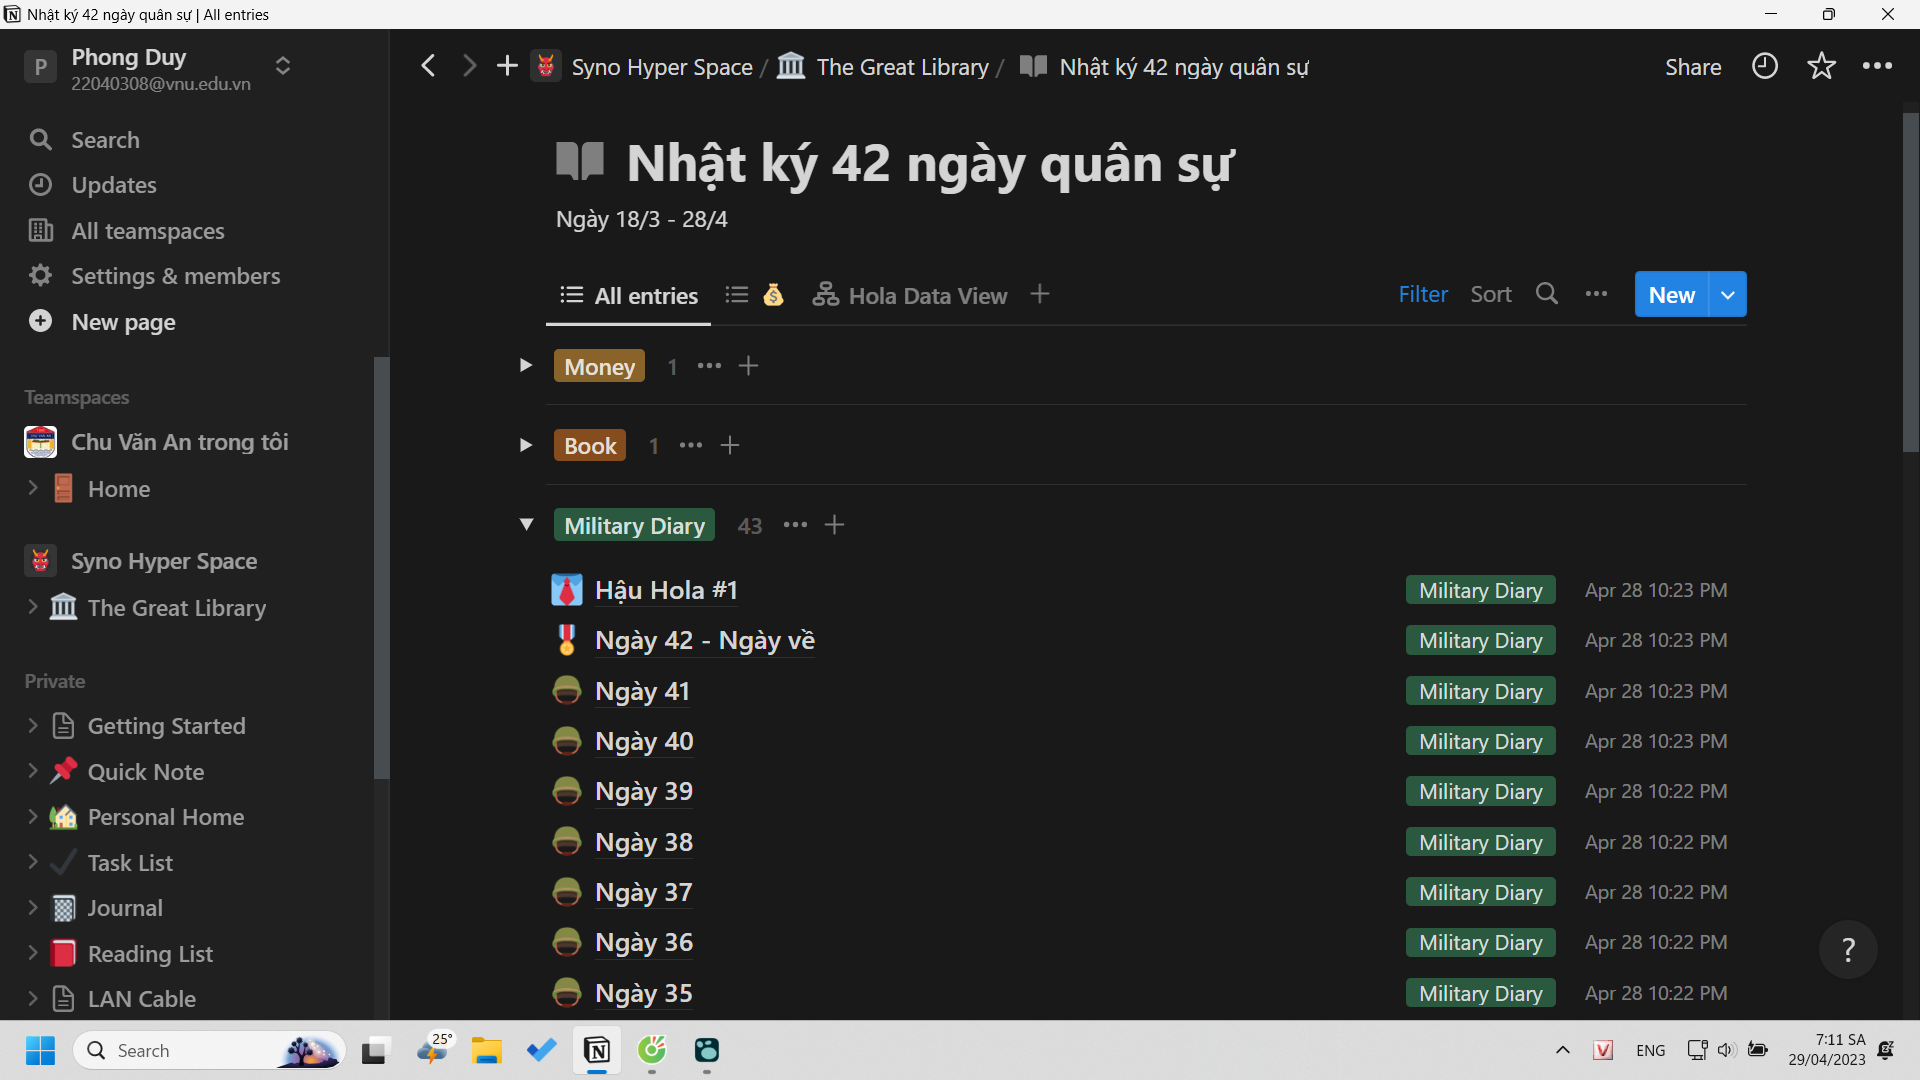 Nhật ký 42 ngày quân sự | All entries
P
Phong Duy
22040308@vnu.edu.vn
Search
Updates
All teamspaces
Settings & members
New page
Teamspaces
Chu Văn An trong tôi
Home
Syno Hyper Space
The Great Library
Private
Getting Started
Quick Note
Personal Home
Task List
Journal
Reading List
LAN Cable
Syno Hyper Space / The Great Library / Nhật ký 42 ngày quân sự
Share
Nhật ký 42 ngày quân sự
Ngày 18/3 - 28/4
All entries
Hola Data View
Filter Sort New
Money 1
Book 1
Military Diary 43
Hậu Hola #1 Military Diary Apr 28 10:23 PM
Ngày 42 - Ngày về Military Diary Apr 28 10:23 PM
Ngày 41 Military Diary Apr 28 10:23 PM
Ngày 40 Military Diary Apr 28 10:23 PM
Ngày 39 Military Diary Apr 28 10:22 PM
Ngày 38 Military Diary Apr 28 10:22 PM
Ngày 37 Military Diary Apr 28 10:22 PM
Ngày 36 Military Diary Apr 28 10:22 PM
Ngày 35 Military Diary Apr 28 10:22 PM
?
Search
25°
ENG
7:11 SA
29/04/2023